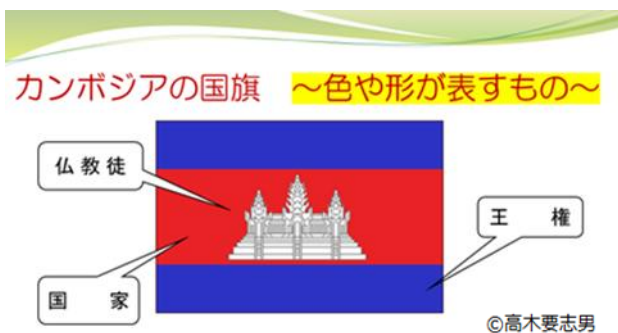 カンボジアの国旗 ～色や形が表すもの～
仏教徒
王 権
国 家
©高木要志男